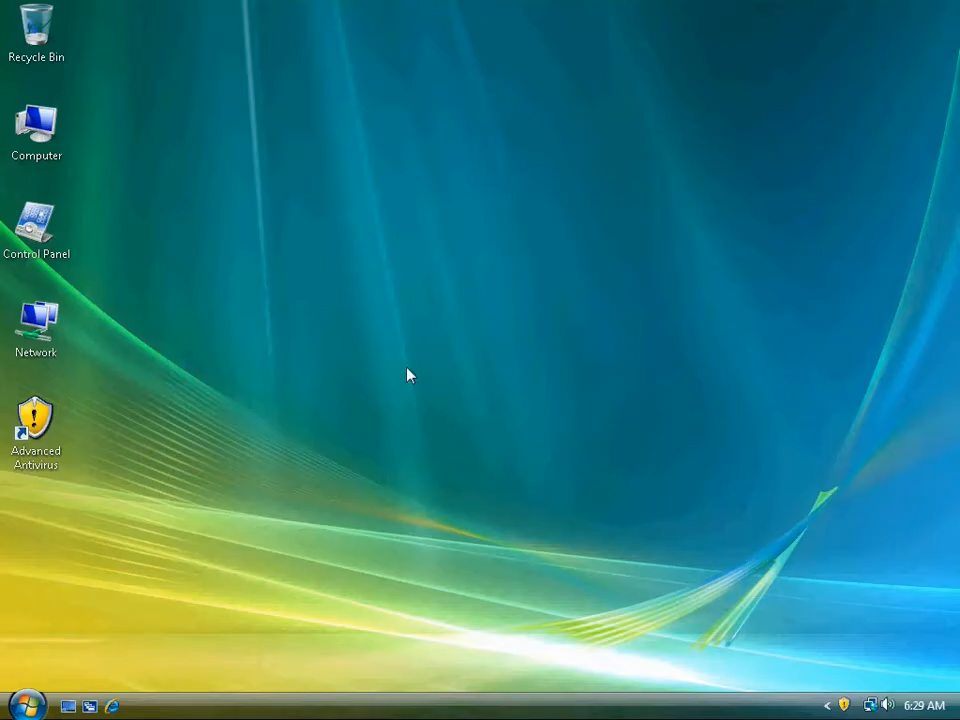 Recycle Bin
Computer
Control Panel
Network
Advanced
Antivirus
6:29 AM